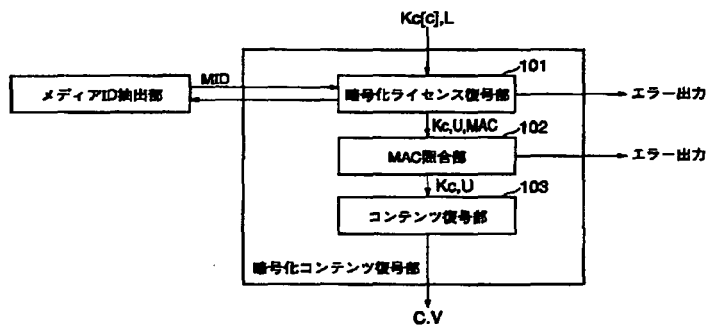 Kc[c],L
101
メディアID抽出部
MID
暗号化ライセンス復号部
エラー出力
Kc,U,MAC
102
MAC照合部
エラー出力
Kc,U
103
コンテンツ復号部
暗号化コンテンツ復号部
C.V